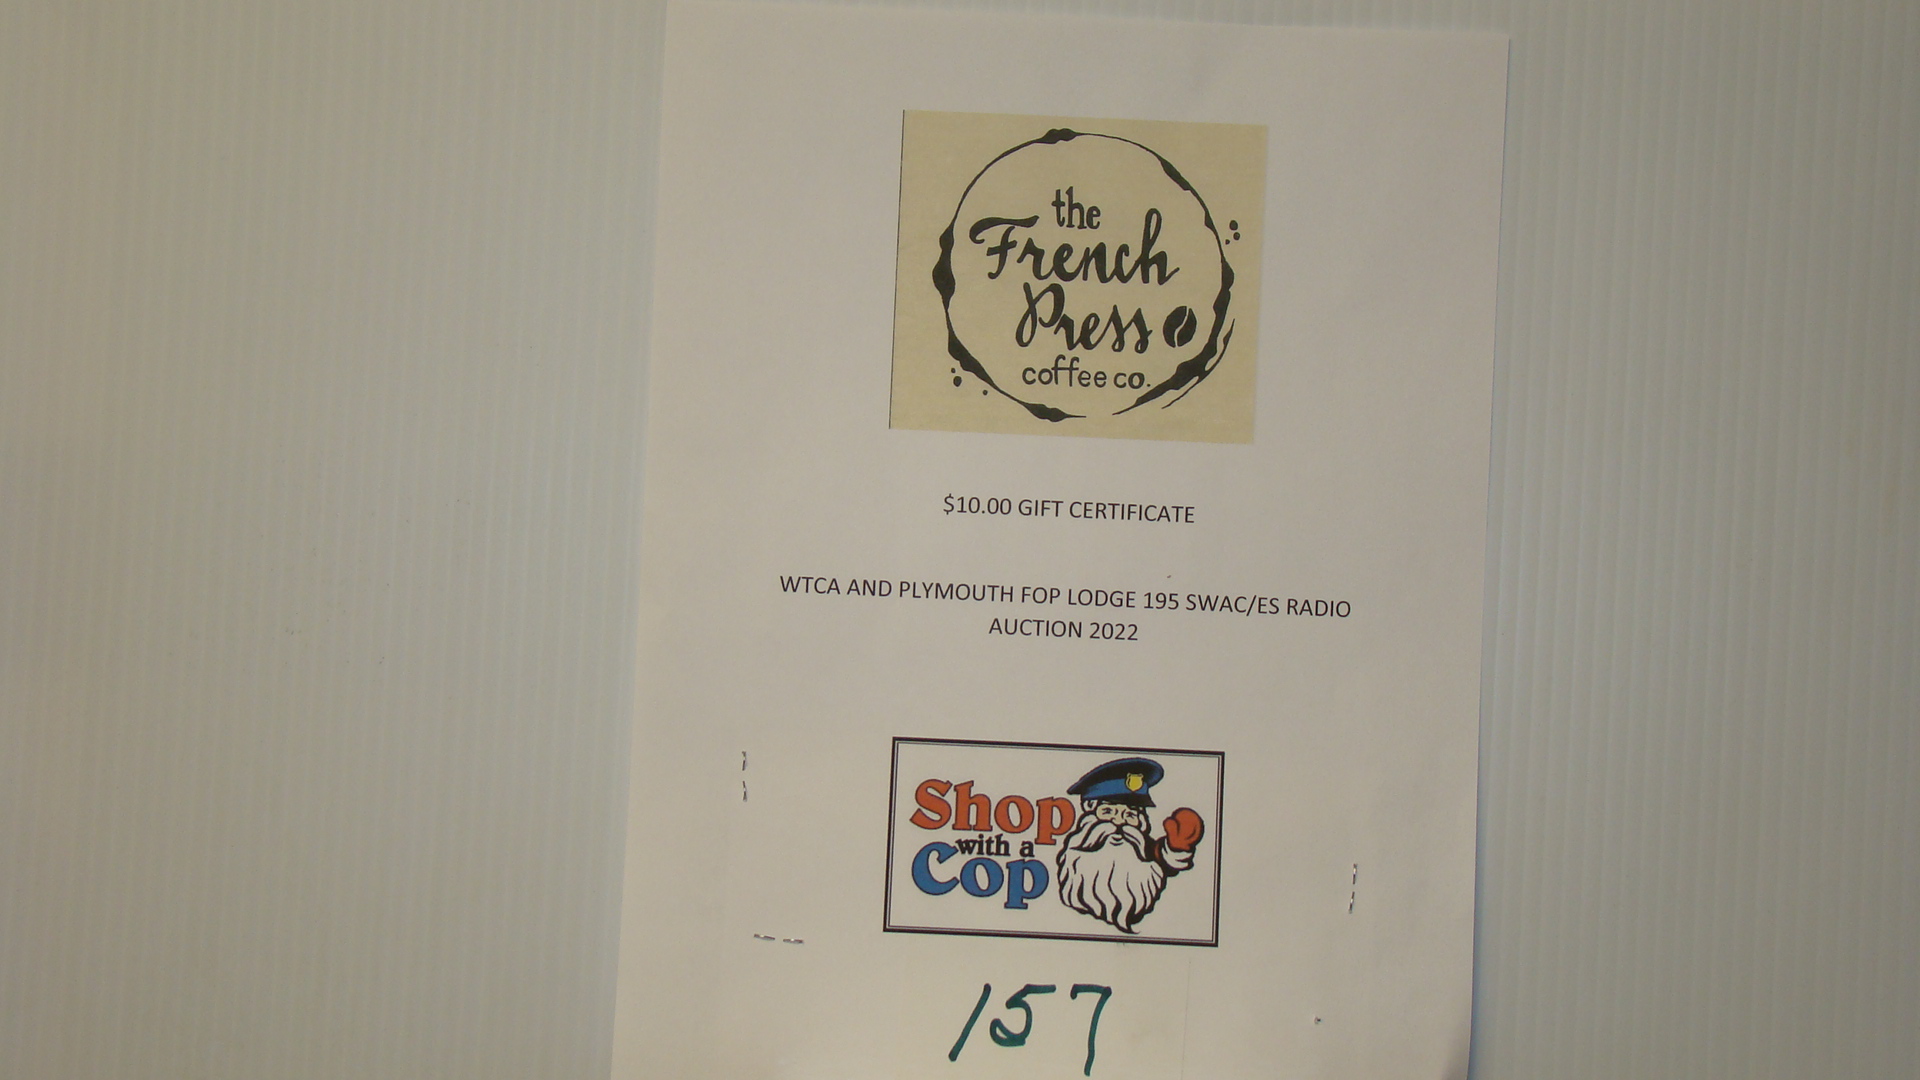 the
French
Press
coffee co.
$10.00 GIFT CERTIFICATE
WTCA AND PLYMOUTH FOP LODGE 195 SWAC/ES RADIO
AUCTION 2022
Shop
with a
Cop
157